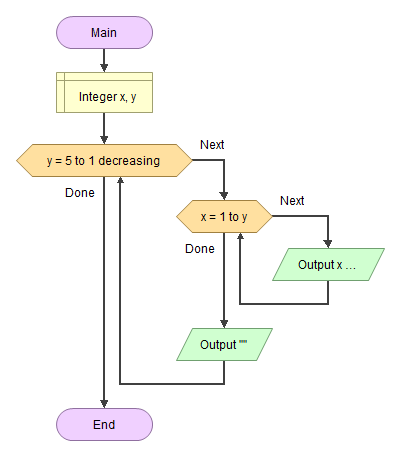 Main
Integer x, y
y = 5 to 1 decreasing
Next
Done
x = 1 to y
Next
Done
Output x ...
Output ""
End